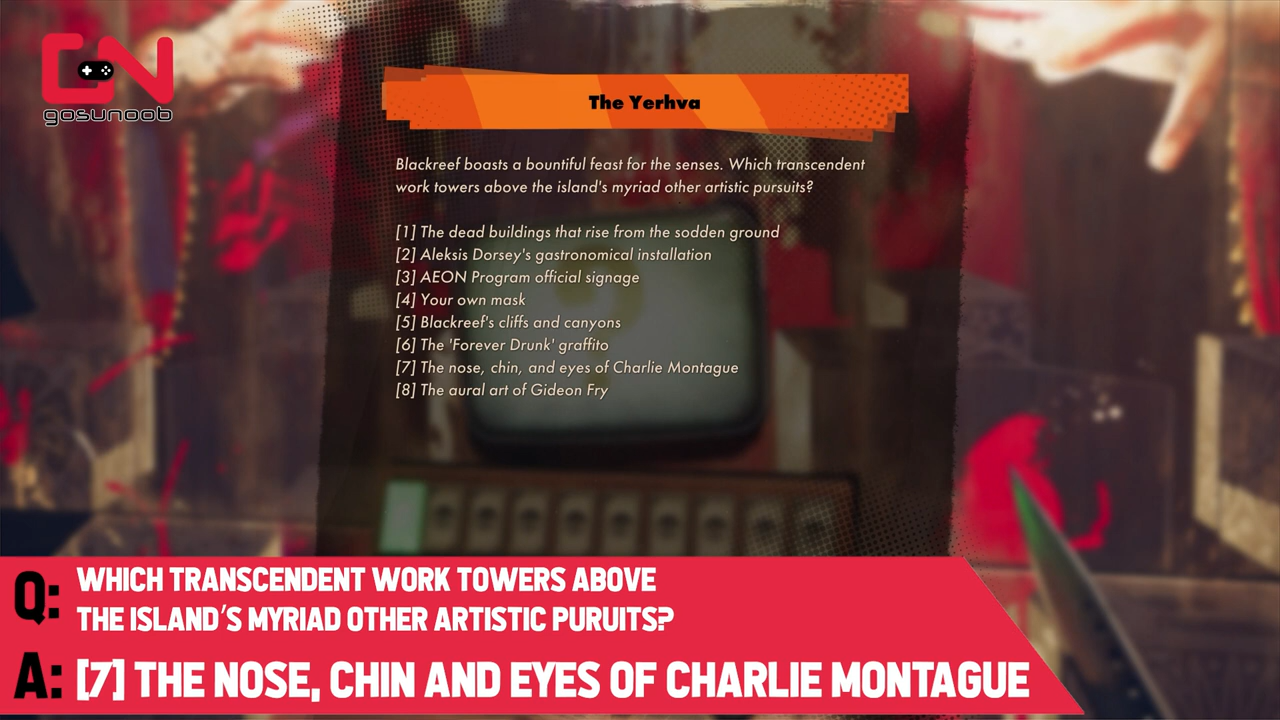 GN
gosunoob
The Yerhva
Blackreef boasts a bountiful feast for the senses. Which transcendent
work towers above the island's myriad other artistic pursuits?
[1] The dead buildings that rise from the sodden ground
[2] Aleksis Dorsey's gastronomical installation
[3] AEON Program official signage
[4] Your own mask
[5] Blackreef's cliffs and canyons
[6] The 'Forever Drunk' graffito
[7] The nose, chin, and eyes of Charlie Montague
[8] The aural art of Gideon Fry
Q: WHICH TRANSCENDENT WORK TOWERS ABOVE
THE ISLAND'S MYRIAD OTHER ARTISTIC PURUITS?
A: [7] THE NOSE, CHIN AND EYES OF CHARLIE MONTAGUE